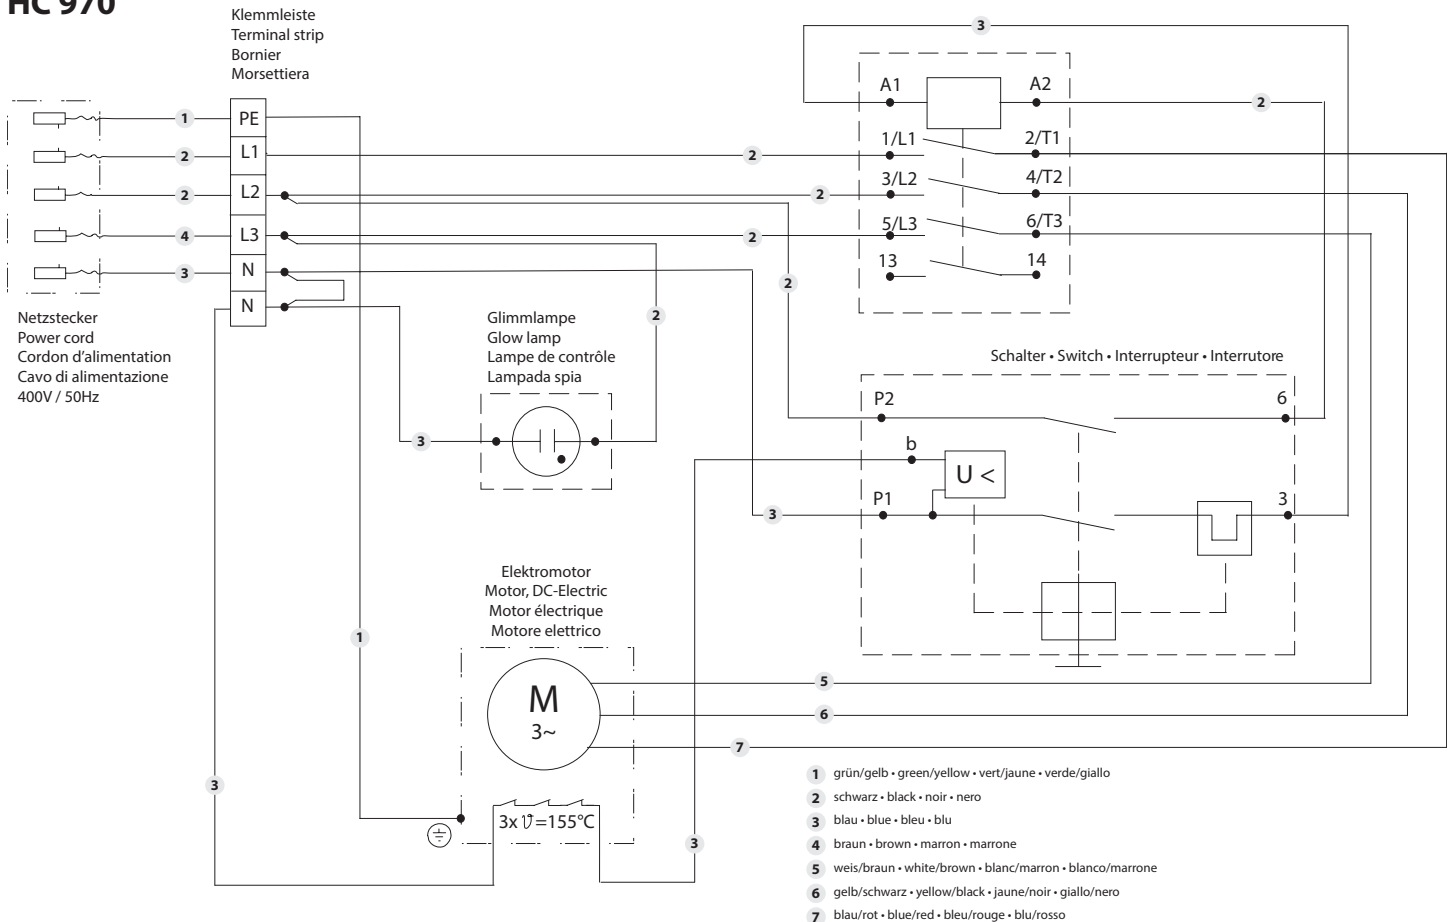 HC 970
Klemmleiste
Terminal strip
Bornier
Morsettiera
PE
L1
L2
L3
N
N
1
2
2
4
3
Netzstecker
Power cord
Cordon d'alimentation
Cavo di alimentazione
400V / 50Hz
3
A1
A2
2
1/L1
2/T1
2
3/L2
4/T2
2
5/L3
6/T3
2
13
14
2
2
Glimmlampe
Glow lamp
Lampe de contrôle
Lampada spia
3
Schalter • Switch • Interrupteur • Interrutore
P2
6
b
U <
P1
3
3
Elektromotor
Motor, DC-Electric
Motor électrique
Motore elettrico
M
3~
1
5
6
7
3
3x ϑ=155°C
3
1 grün/gelb • green/yellow • vert/jaune • verde/giallo
2 schwarz • black • noir • nero
3 blau • blue • bleu • blu
4 braun • brown • marron • marrone
5 weis/braun • white/brown • blanc/marron • blanco/marrone
6 gelb/schwarz • yellow/black • jaune/noir • giallo/nero
7 blau/rot • blue/red • bleu/rouge • blu/rosso